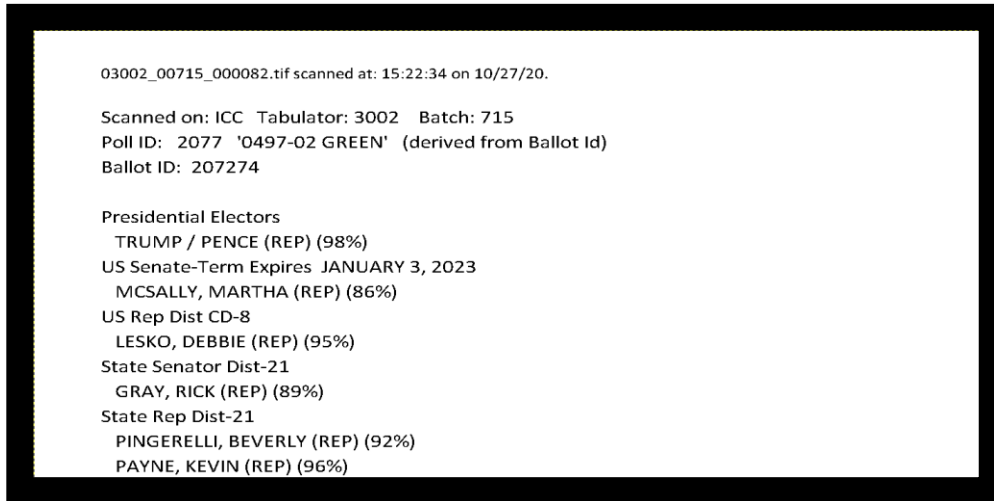 03002_00715_000082.tif scanned at: 15:22:34 on 10/27/20.
Scanned on: ICC Tabulator: 3002 Batch: 715
Poll ID: 2077 '0497-02 GREEN' (derived from Ballot Id)
Ballot ID: 207274
Presidential Electors
TRUMP / PENCE (REP) (98%)
US Senate-Term Expires JANUARY 3, 2023
MCSALLY, MARTHA (REP) (86%)
US Rep Dist CD-8
LESKO, DEBBIE (REP) (95%)
State Senator Dist-21
GRAY, RICK (REP) (89%)
State Rep Dist-21
PINGERELLI, BEVERLY (REP) (92%)
PAYNE, KEVIN (REP) (96%)